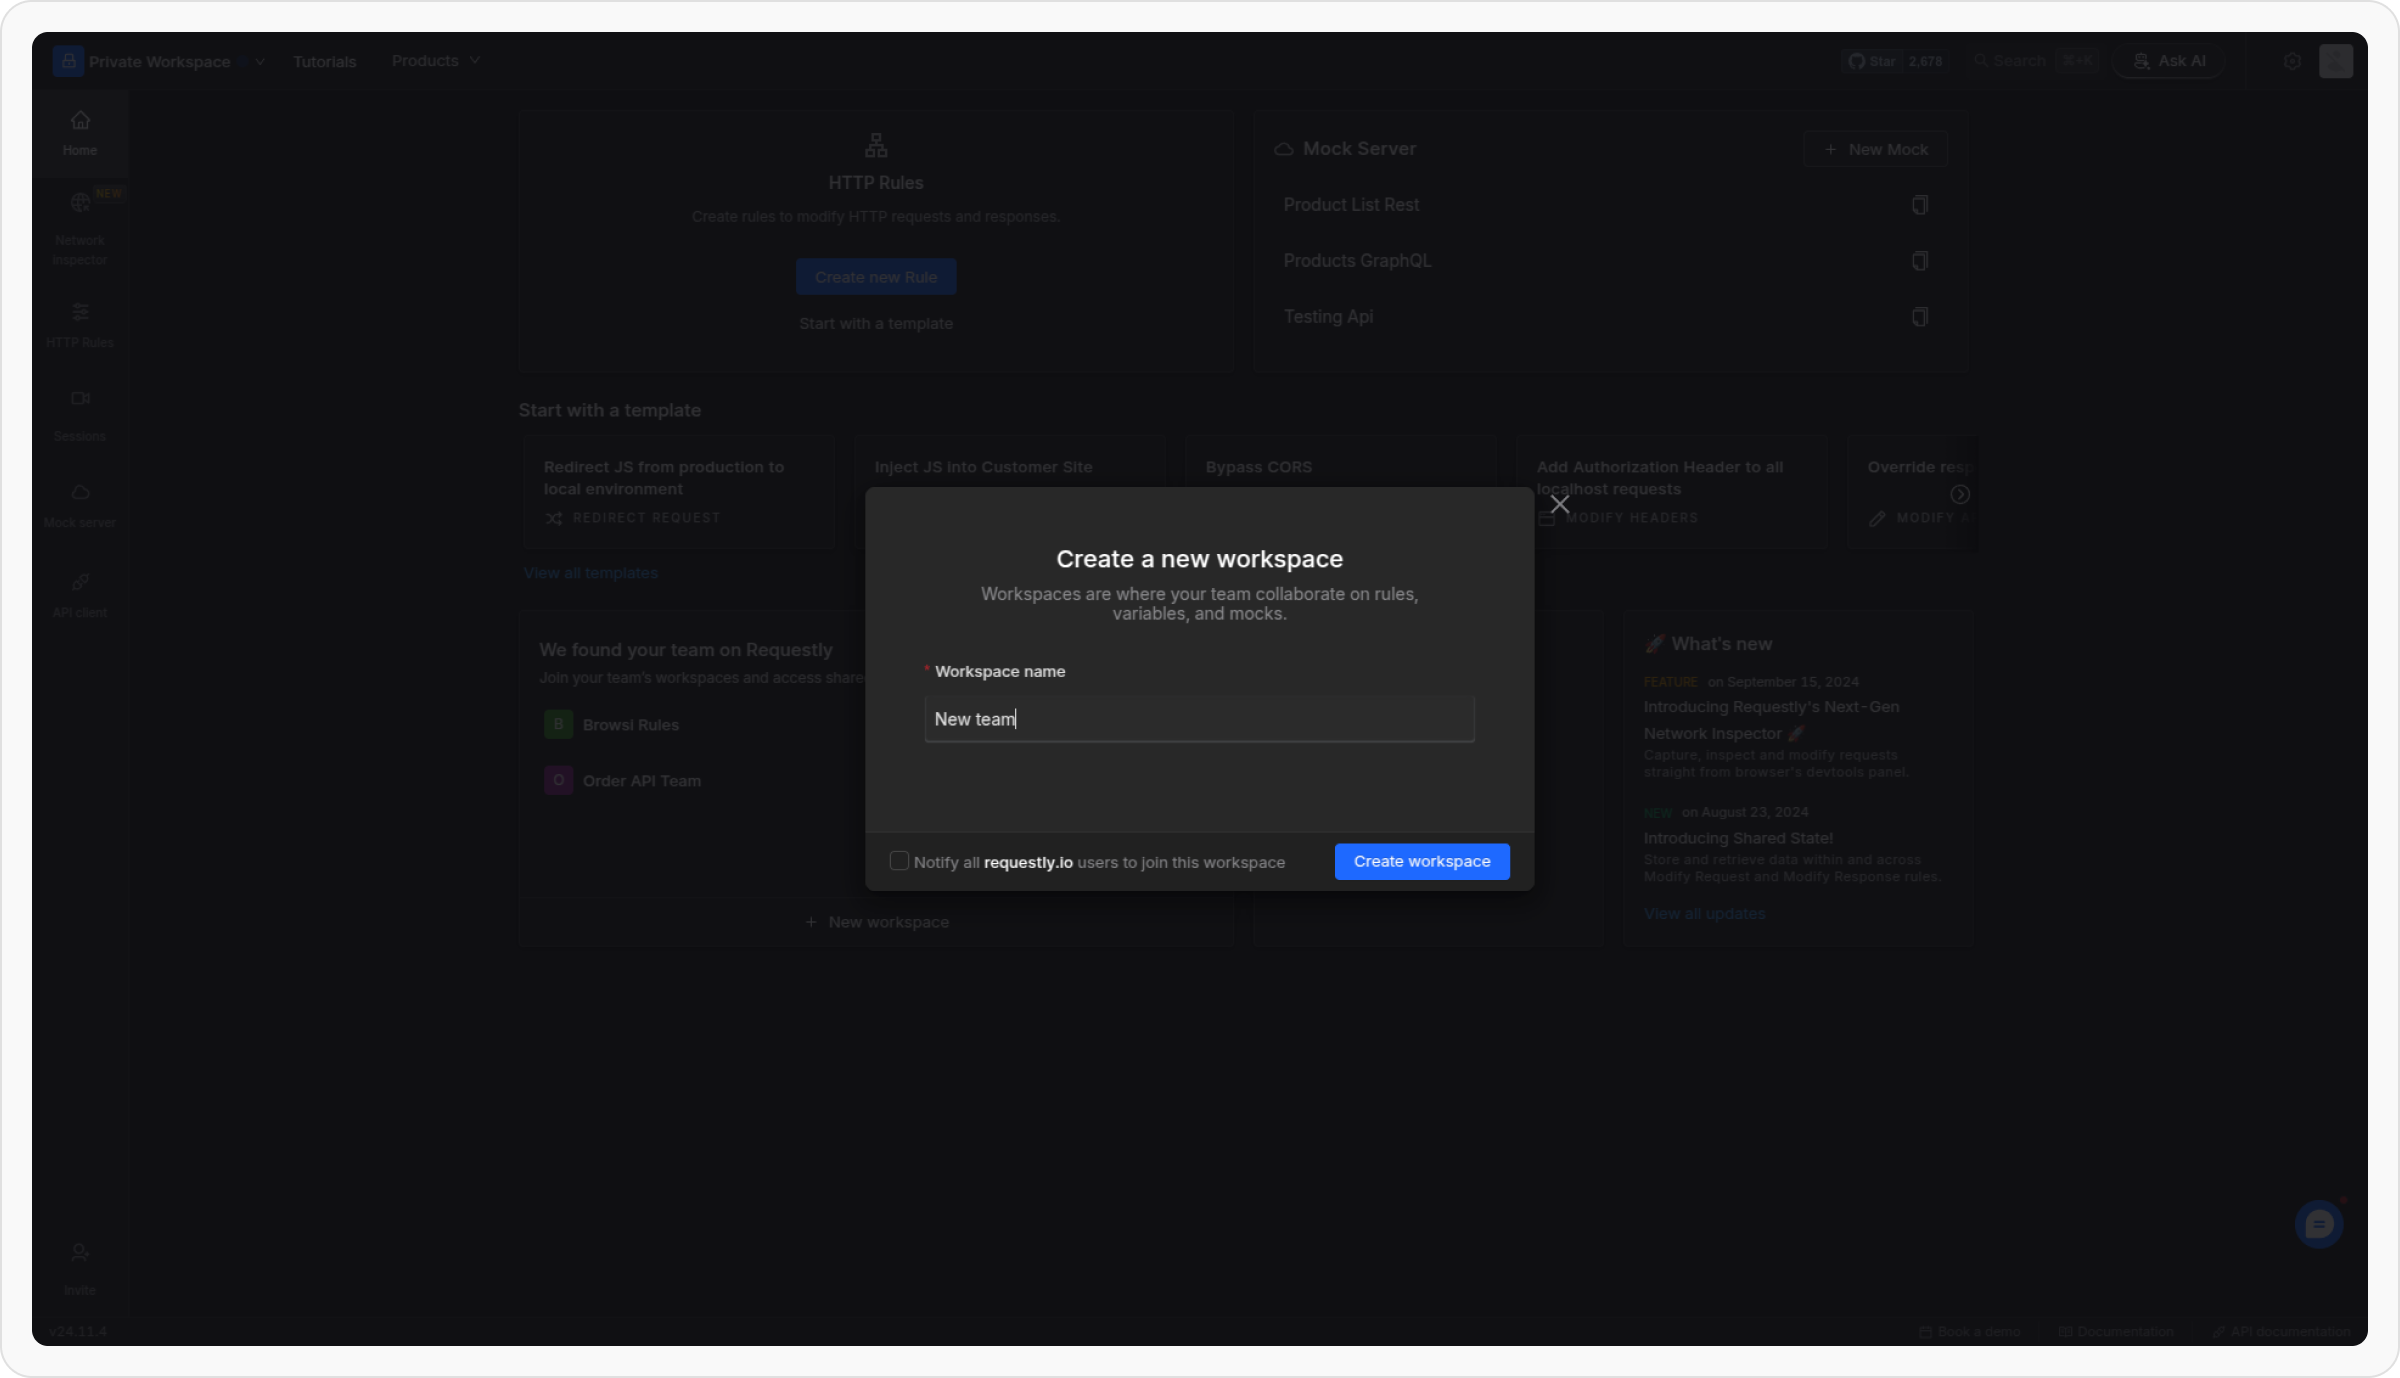 Private Workspace
Tutorials
Products
Star 2,678
Search ⌘+K
Ask AI
Home
NEW
Network
Inspector
HTTP Rules
Sessions
Mock server
API client
Invite
v24.11.4
HTTP Rules
Create rules to modify HTTP requests and responses.
Create new Rule
Start with a template
Mock Server
+ New Mock
Product List Rest
Products GraphQL
Testing Api
Start with a template
Redirect JS from production to
local environment
REDIRECT REQUEST
Inject JS into Customer Site
Bypass CORS
Add Authorization Header to all
localhost requests
MODIFY HEADERS
Override resp
MODIFY A
View all templates
We found your team on Requestly
Join your team's workspaces and access share
B Browsl Rules
O Order API Team
+ New workspace
Create a new workspace
Workspaces are where your team collaborate on rules,
variables, and mocks.
* Workspace name
New team
Notify all requestly.io users to join this workspace
Create workspace
🚀 What's new
FEATURE on September 15, 2024
Introducing Requestly's Next-Gen
Network Inspector 🚀
Capture, inspect and modify requests
straight from browser's devtools panel.
NEW on August 23, 2024
Introducing Shared State!
Store and retrieve data within and across
Modify Request and Modify Response rules.
View all updates
Book a demo
Documentation
API documentation